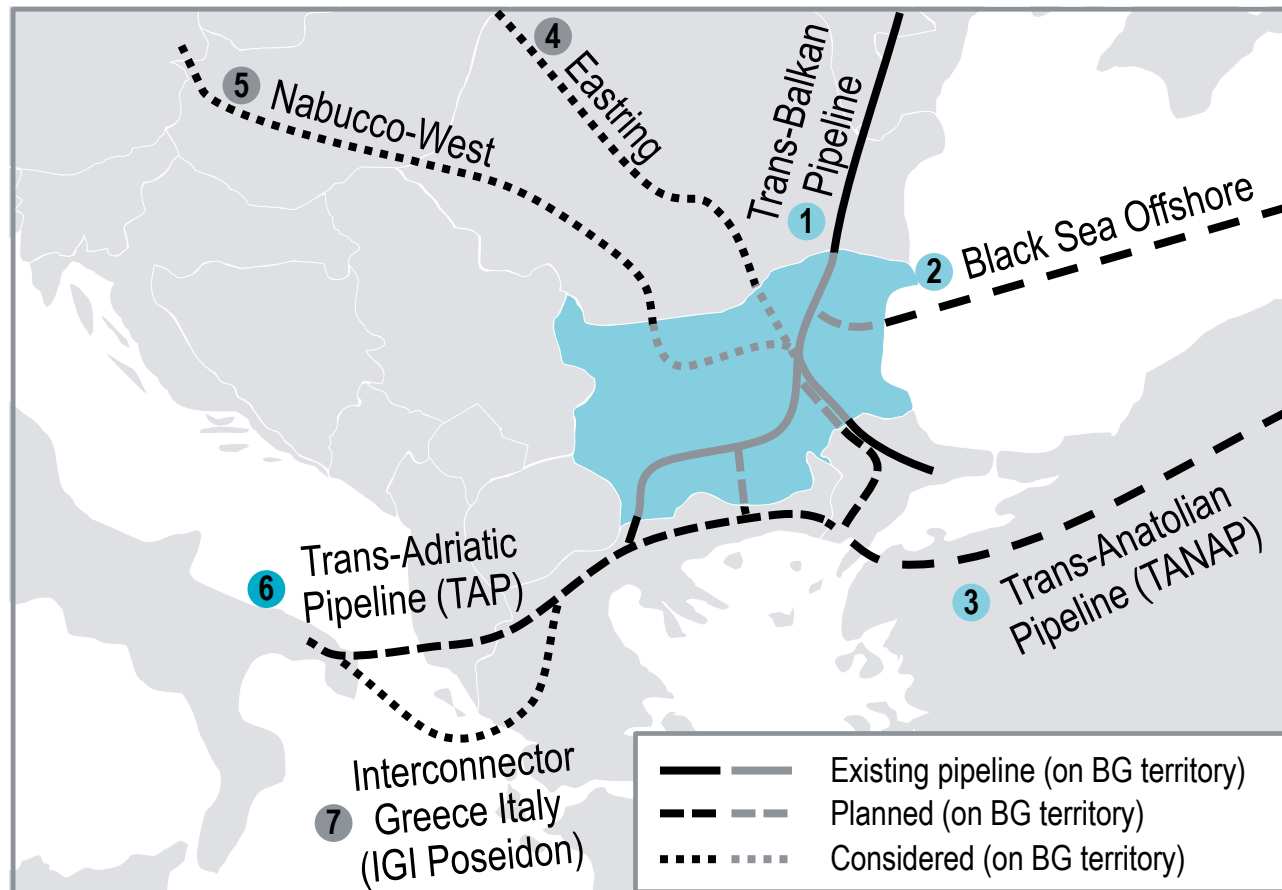 4 Eastring
5 Nabucco-West
Trans-Balkan
Pipeline
1
2 Black Sea Offshore
Trans-Adriatic
6 Pipeline (TAP)
3 Trans-Anatolian
Pipeline (TANAP)
Interconnector
7 Greece Italy
(IGI Poseidon)
Existing pipeline (on BG territory)
Planned (on BG territory)
Considered (on BG territory)